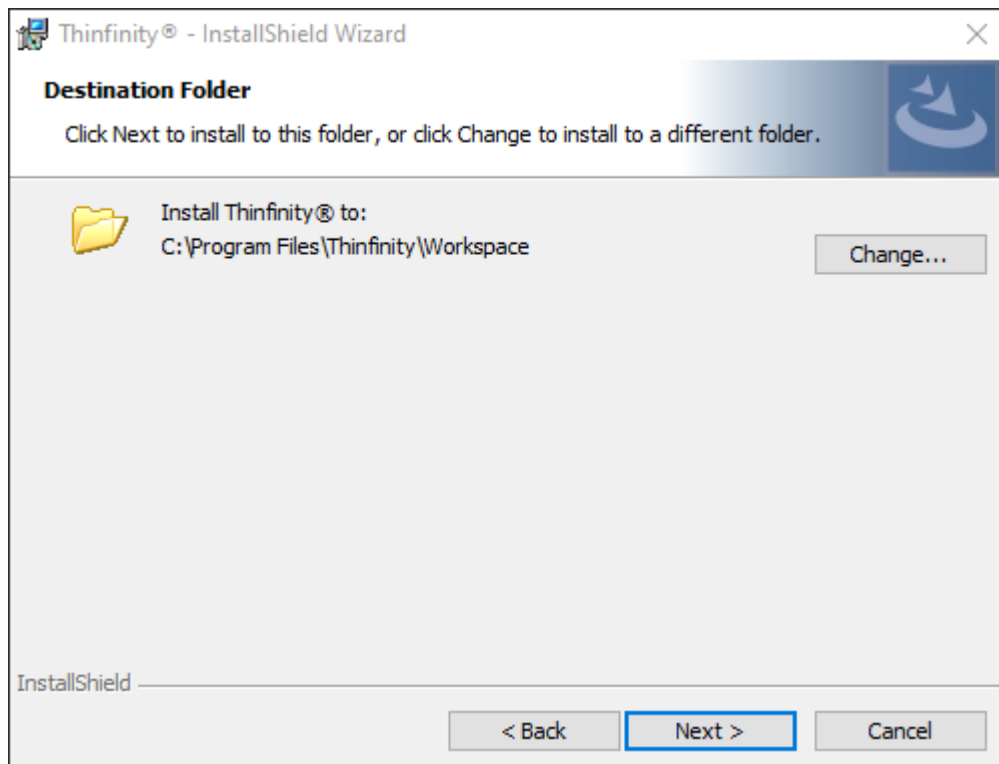 Thinfinity® - InstallShield Wizard
Destination Folder
Click Next to install to this folder, or click Change to install to a different folder.
Install Thinfinity® to:
C:\Program Files\Thinfinity\Workspace
Change...
InstallShield
< Back
Next >
Cancel